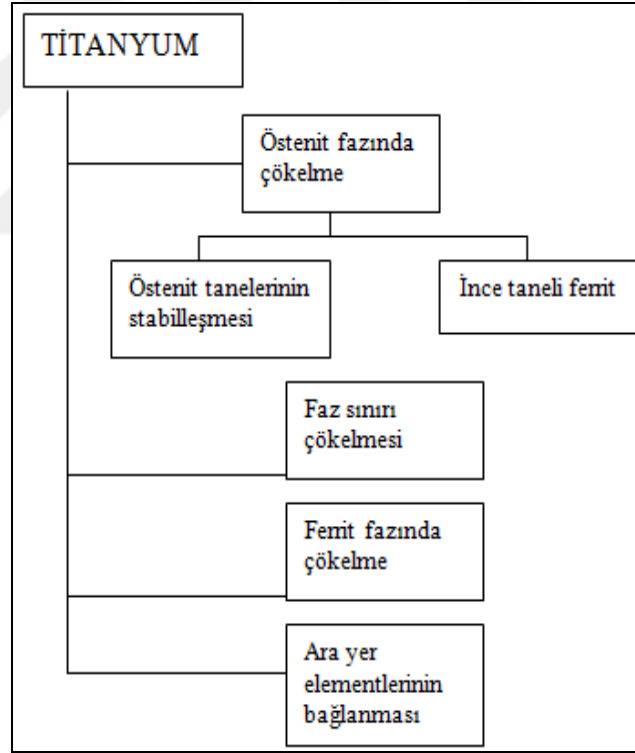 TİTANYUM
Östenit fazında
çökelme
Östenit tanelerinin
stabilleşmesi
İnce taneli ferrit
Faz sınırı
çökelmesi
Ferrit fazında
çökelme
Ara yer
elementlerinin
bağlanması